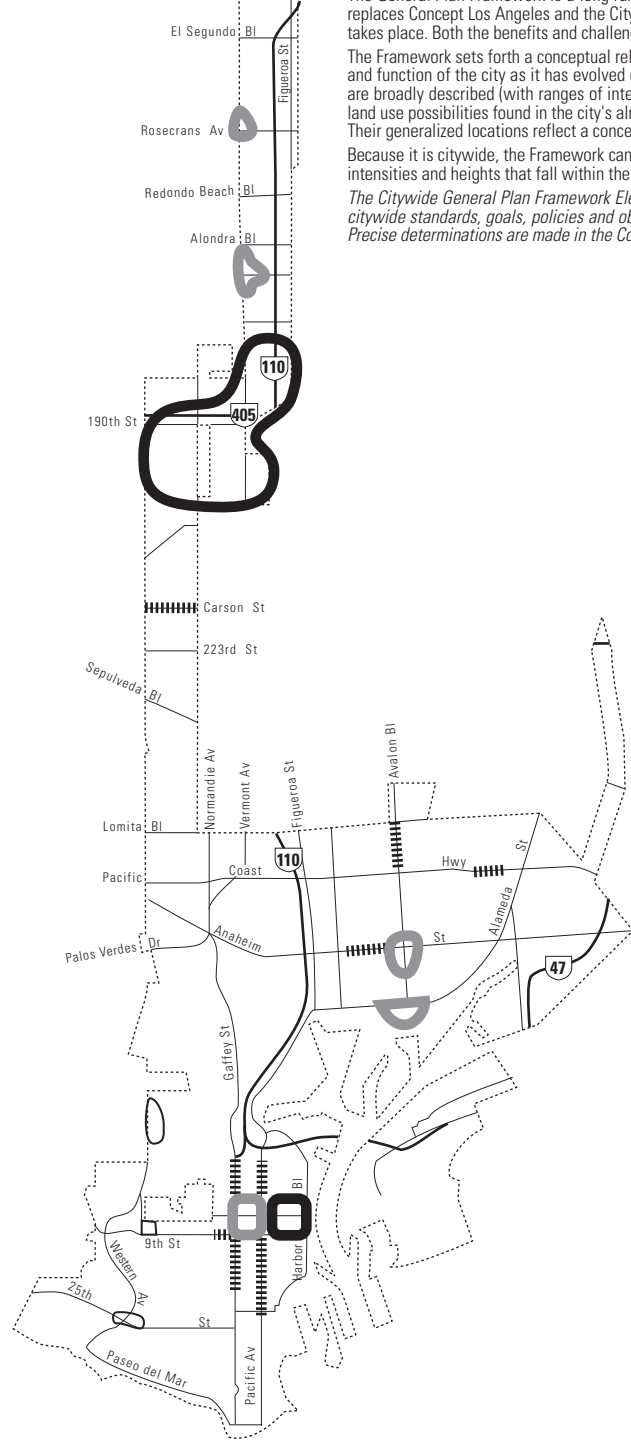 The General Plan Framework is a long
replaces Concept Los Angeles and the City
takes place. Both the benefits and challen
The Framework sets forth a conceptual rel
and function of the city as it has evolved
are broadly described (with ranges of inte
land use possibilities found in the city's al
Their generalized locations reflect a conce
Because it is citywide, the Framework can
intensities and heights that fall within the
The Citywide General Plan Framework Ele
citywide standards, goals, policies and ob
Precise determinations are made in the Co
El Segundo Bl
Figueroa St
Rosecrans Av
Redondo Beach Bl
Alondra Bl
110
405
190th St
Carson St
223rd St
Sepulveda Bl
Normandie Av
Vermont Av
Figueroa St
Avalon Bl
Lomita Bl
110
Pacific Coast Hwy
Alameda St
Palos Verdes Dr
Anaheim St
47
Gaffey St
Harbor Bl
9th St
Western Av
25th St
Paseo del Mar
Pacific Av